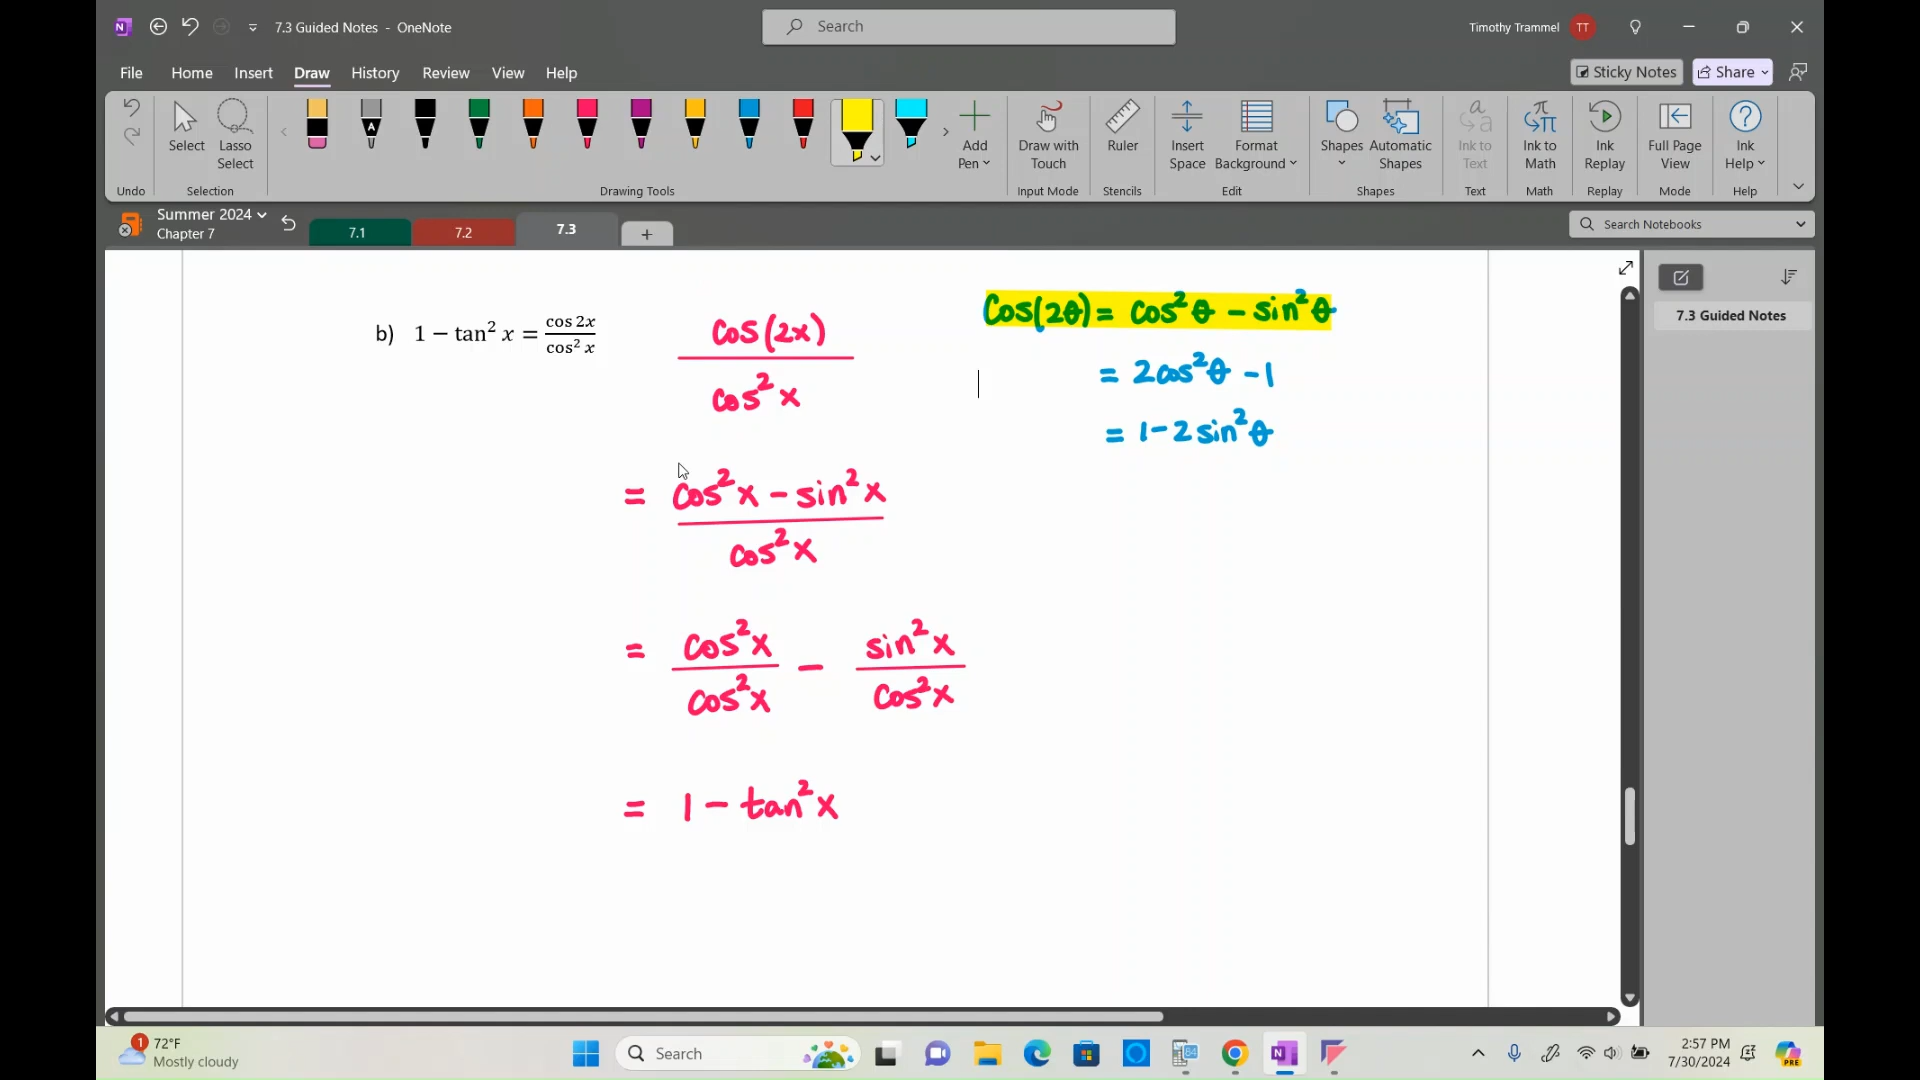 7.3 Guided Notes - OneNote
Search
Timothy Trammel TT
File Home Insert Draw History Review View Help
Sticky Notes Share
Undo
Select Lasso Select
Selection
Drawing Tools
Add Pen
Draw with Touch
Input Mode
Ruler
Stencils
Insert Space Format Background
Edit
Shapes Automatic Shapes
Shapes
Ink to Text
Text
Ink to Math
Math
Ink Replay
Replay
Full Page View
Mode
Ink Help
Help
Summer 2024
Chapter 7
7.1 7.2 7.3 +
Search Notebooks
7.3 Guided Notes
b) 1 − tan² x = cos 2x / cos² x
cos(2x) / cos²x
= cos²x − sin²x / cos²x
= cos²x / cos²x − sin²x / cos²x
= 1 − tan²x
Cos(2θ) = cos²θ − sin²θ
= 2cos²θ − 1
= 1 − 2sin²θ
1
72°F
Mostly cloudy
Search
84
2:57 PM
7/30/2024
PRE